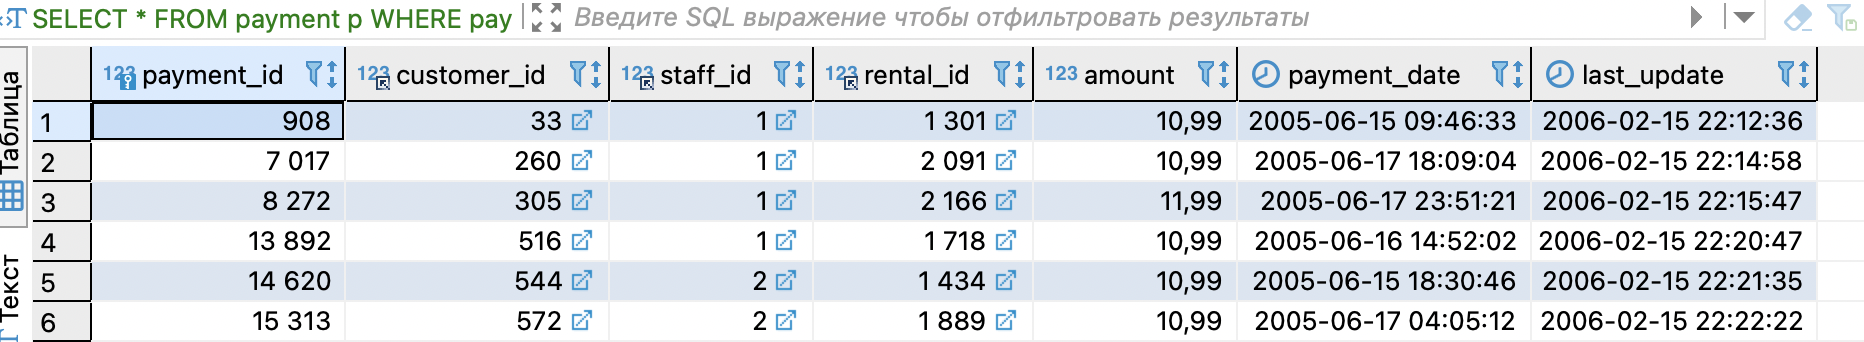 SELECT * FROM payment p WHERE pay Введите SQL выражение чтобы отфильтровать результаты
Таблица
Текст
123 payment_id 123 customer_id 123 staff_id 123 rental_id 123 amount payment_date last_update
1 908 33 1 1 301 10,99 2005-06-15 09:46:33 2006-02-15 22:12:36
2 7 017 260 1 2 091 10,99 2005-06-17 18:09:04 2006-02-15 22:14:58
3 8 272 305 1 2 166 11,99 2005-06-17 23:51:21 2006-02-15 22:15:47
4 13 892 516 1 1 718 10,99 2005-06-16 14:52:02 2006-02-15 22:20:47
5 14 620 544 2 1 434 10,99 2005-06-15 18:30:46 2006-02-15 22:21:35
6 15 313 572 2 1 889 10,99 2005-06-17 04:05:12 2006-02-15 22:22:22